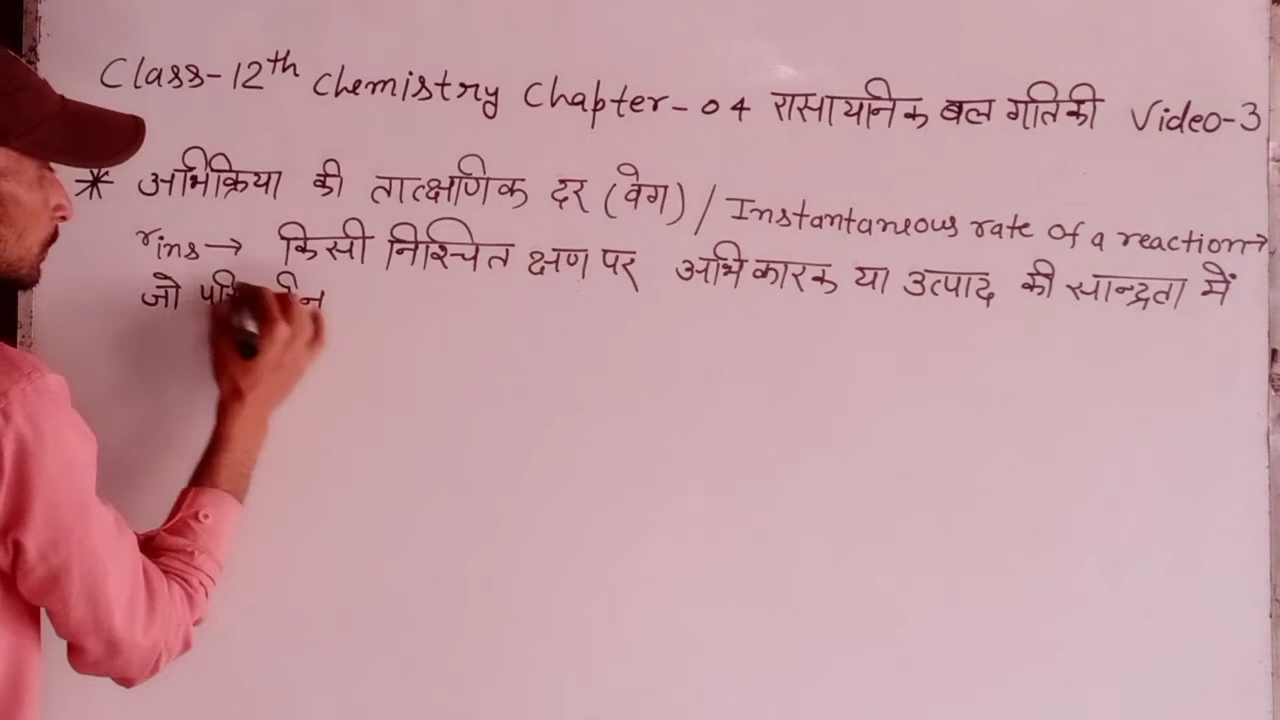 Class-12th Chemistry Chapter-04 रासायनिक बल गतिकी Video-3
* अभिक्रिया की तात्क्षणिक दर (वेग) / Instantaneous rate of a reaction→
rins → किसी निश्चित क्षण पर अभिकारक या उत्पाद की सान्द्रता में
जो